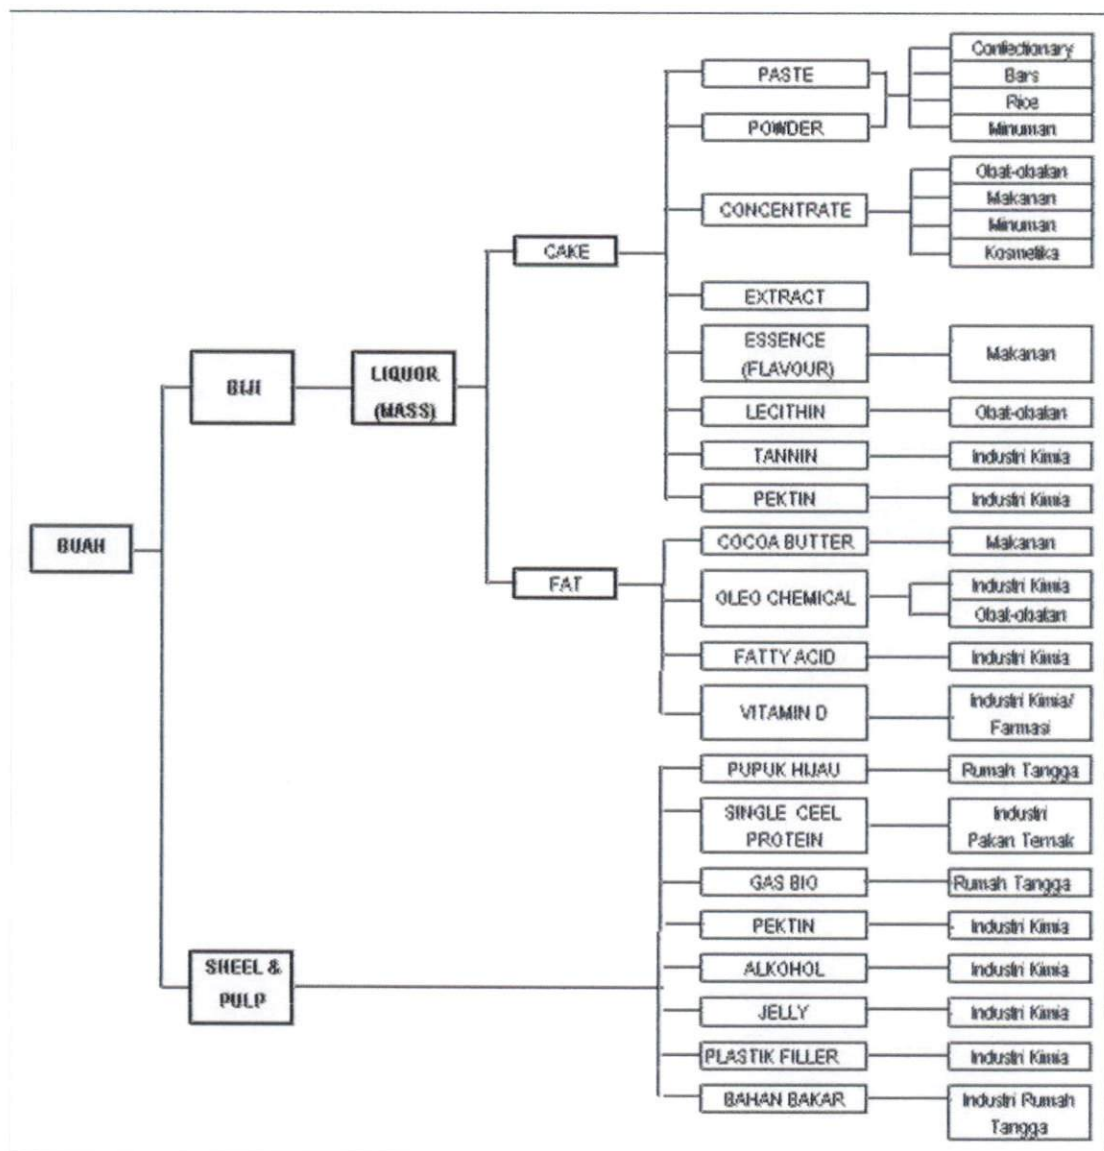 Confectionary
PASTE
Bars
Rice
POWDER
Minuman
Obat-obatan
Makanan
CONCENTRATE
Minuman
Kosmetika
CAKE
EXTRACT
ESSENCE
(FLAVOUR)
Makanan
BIJI
LIQUOR
(MASS)
LECITHIN
Obat-obatan
TANNIN
Industri Kimia
PEKTIN
Industri Kimia
BUAH
COCOA BUTTER
Makanan
FAT
OLEO CHEMICAL
Industri Kimia
Obat-obatan
FATTY ACID
Industri Kimia
VITAMIN D
Industri Kimia/
Farmasi
PUPUK HIJAU
Rumah Tangga
SINGLE CEEL
PROTEIN
Industri
Pakan Ternak
GAS BIO
Rumah Tangga
PEKTIN
Industri Kimia
SHEEL &
PULP
ALKOHOL
Industri Kimia
JELLY
Industri Kimia
PLASTIK FILLER
Industri Kimia
BAHAN BAKAR
Industri Rumah
Tangga